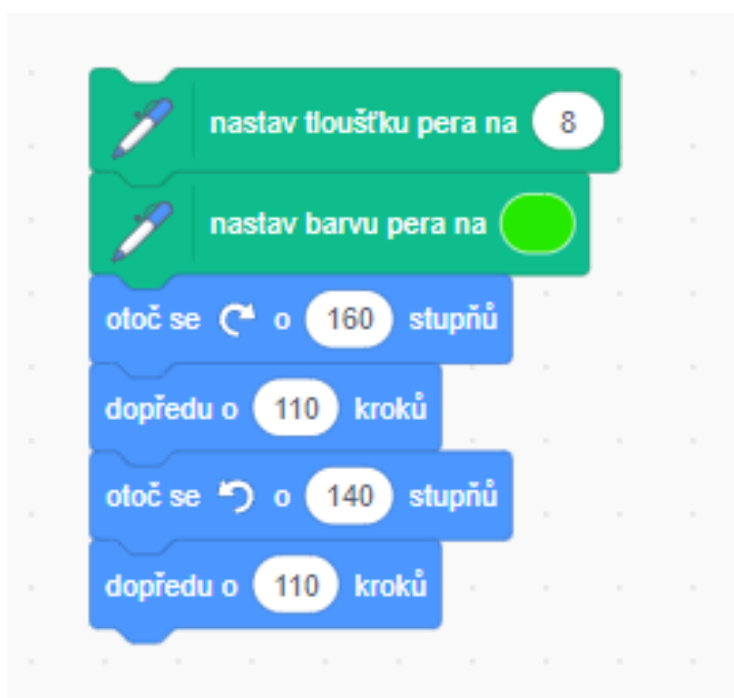 nastav tloušťku pera na 8
nastav barvu pera na
otoč se o 160 stupňů
dopředu o 110 kroků
otoč se o 140 stupňů
dopředu o 110 kroků